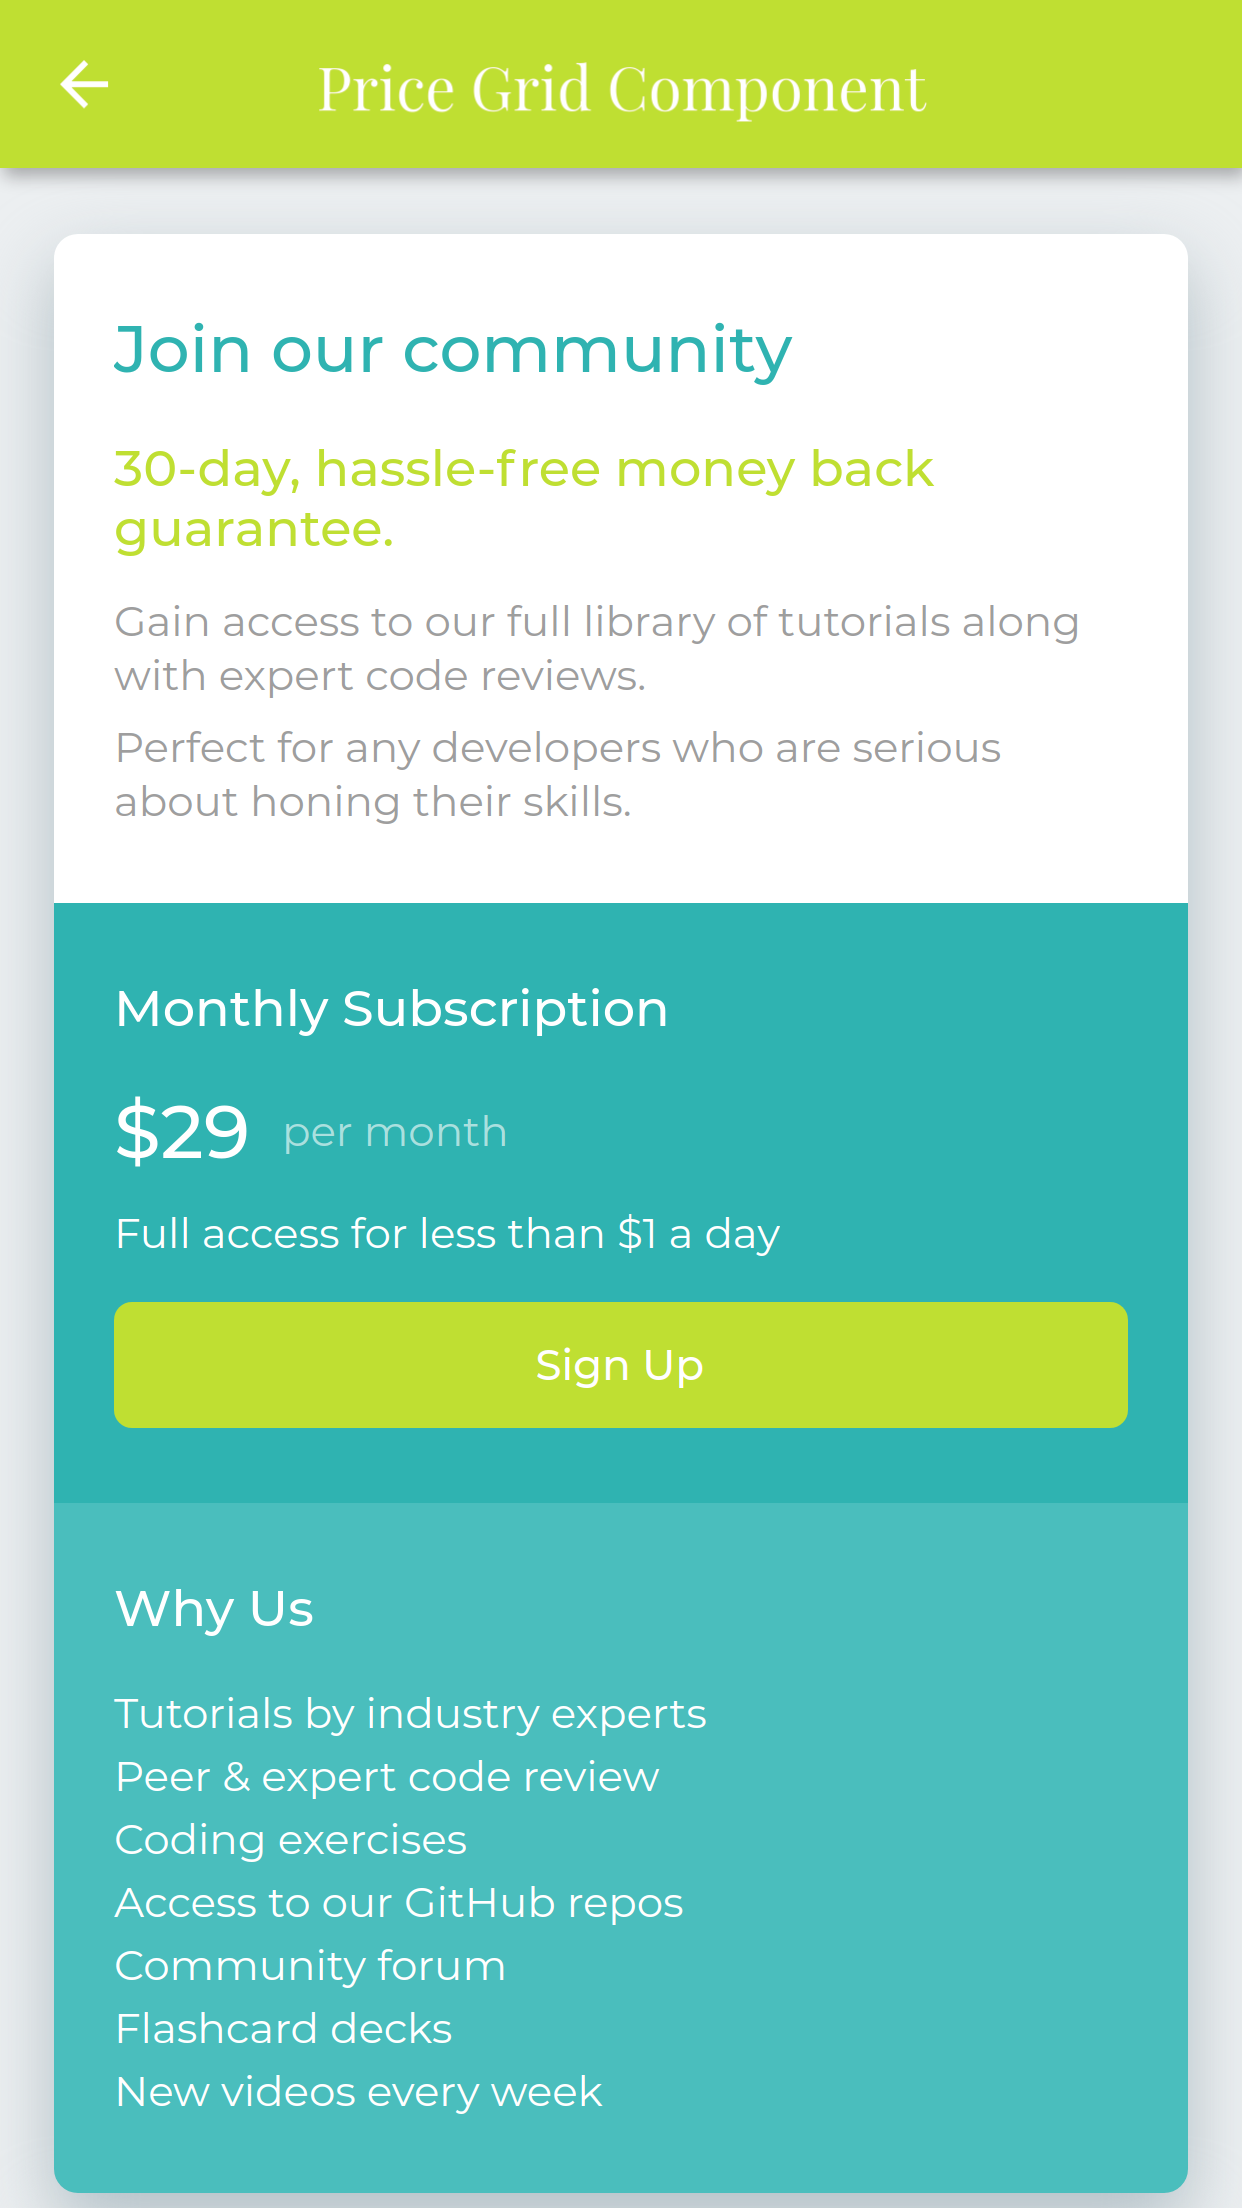 Price Grid Component
Join our community
30-day, hassle-free money back
guarantee.
Gain access to our full library of tutorials along
with expert code reviews.
Perfect for any developers who are serious
about honing their skills.
Monthly Subscription
$29 per month
Full access for less than $1 a day
Sign Up
Why Us
Tutorials by industry experts
Peer & expert code review
Coding exercises
Access to our GitHub repos
Community forum
Flashcard decks
New videos every week